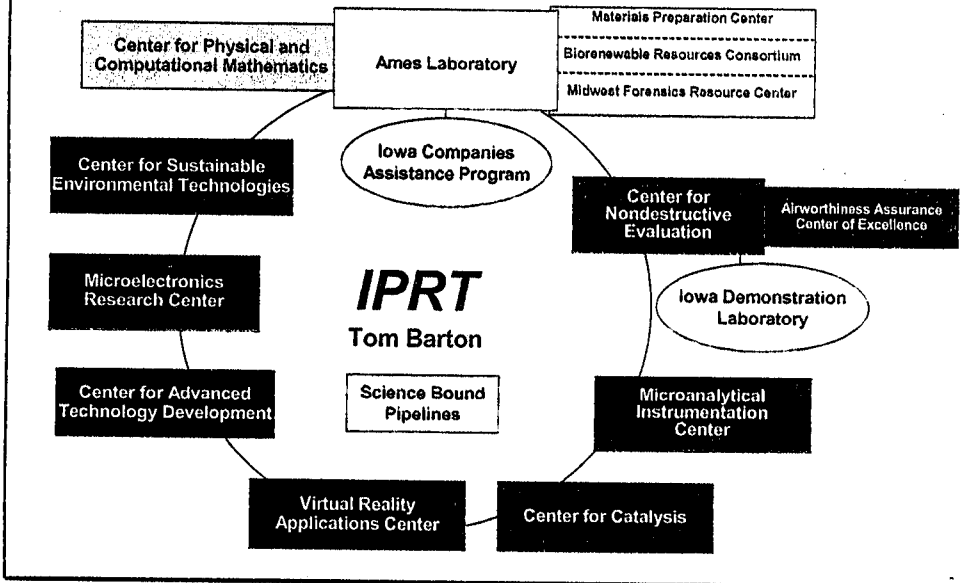 Center for Physical and
Computational Mathematics
Ames Laboratory
Materials Preparation Center
Biorenewable Resources Consortium
Midwest Forensics Resource Center
Iowa Companies
Assistance Program
Center for Sustainable
Environmental Technologies
Center for
Nondestructive
Evaluation
Airworthiness Assurance
Center of Excellence
Microelectronics
Research Center
IPRT
Tom Barton
Iowa Demonstration
Laboratory
Center for Advanced
Technology Development
Science Bound
Pipelines
Microanalytical
Instrumentation
Center
Virtual Reality
Applications Center
Center for Catalysis